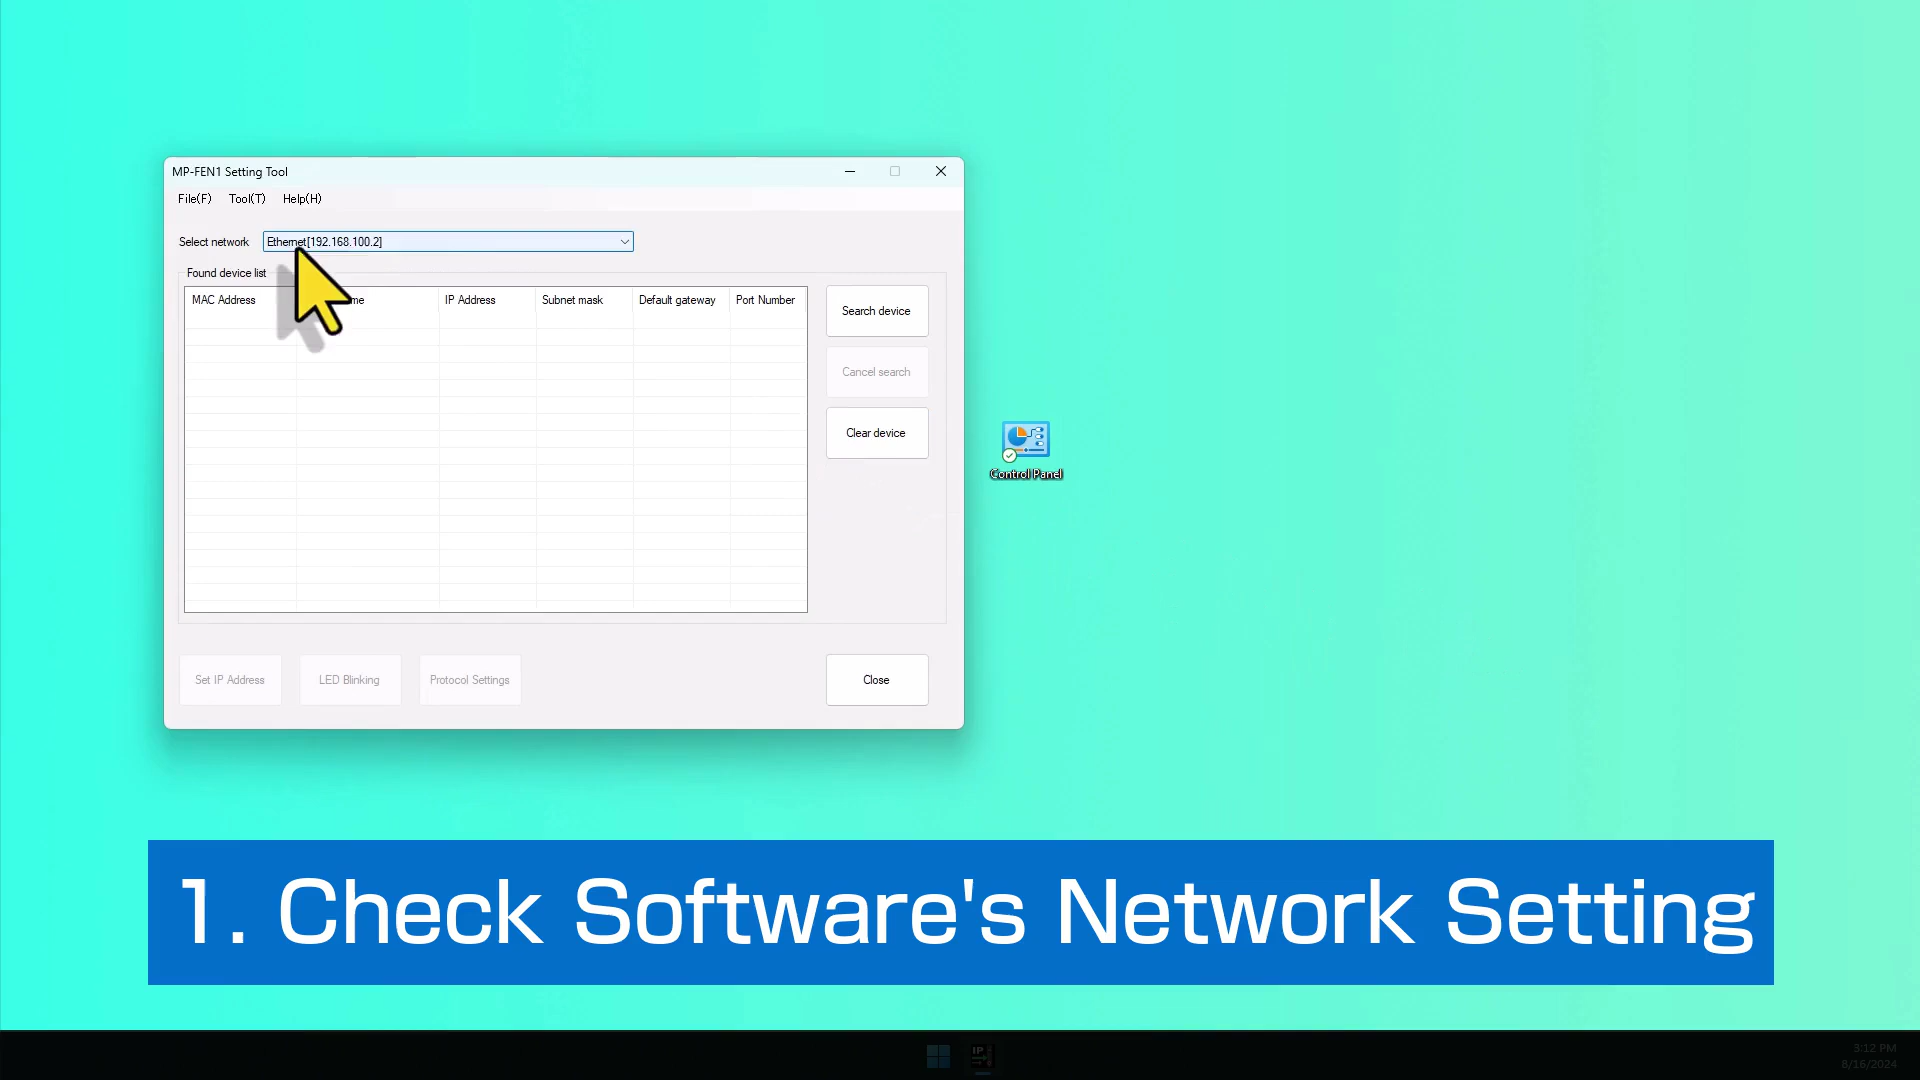 MP-FEN1 Setting Tool
File(F) Tool(T) Help(H)
Select network Ethernet[192.168.100.2]
Found device list
MAC Address me IP Address Subnet mask Default gateway Port Number
Search device
Cancel search
Clear device
Control Panel
Set IP Address LED Blinking Protocol Settings Close
1. Check Software's Network Setting
IP
3:12 PM
8/16/2024